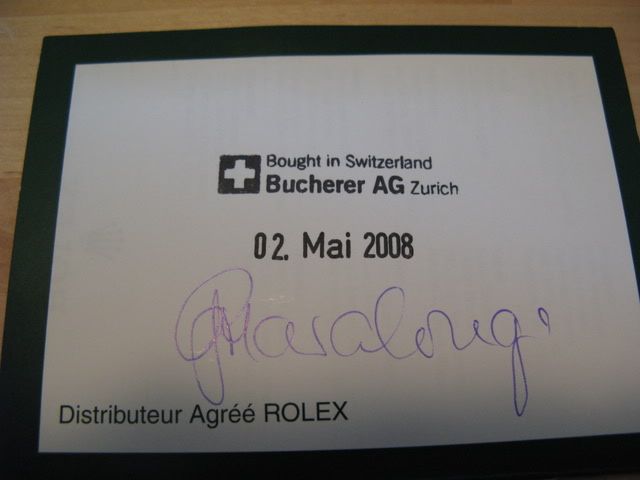 Bought in Switzerland
Bucherer AG Zurich
02. Mai 2008
Distributeur Agréé ROLEX